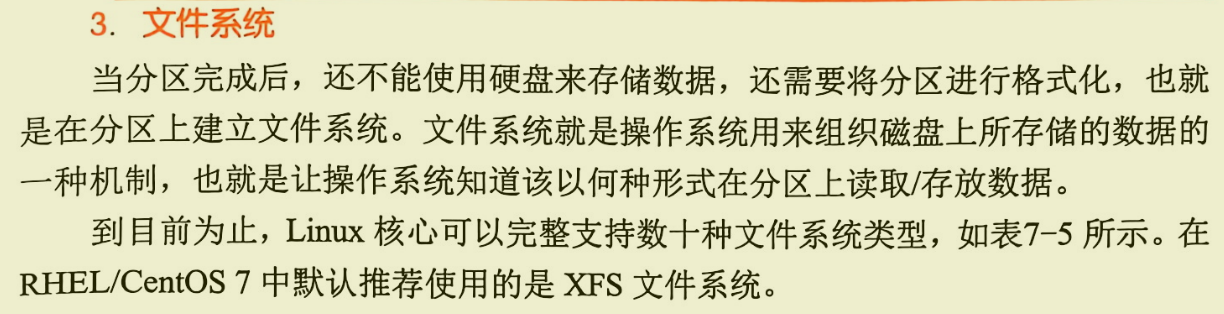 3. 文件系统
当分区完成后，还不能使用硬盘来存储数据，还需要将分区进行格式化，也就
是在分区上建立文件系统。文件系统就是操作系统用来组织磁盘上所存储的数据的
一种机制，也就是让操作系统知道该以何种形式在分区上读取/存放数据。
到目前为止，Linux 核心可以完整支持数十种文件系统类型，如表7-5 所示。在
RHEL/CentOS 7 中默认推荐使用的是 XFS 文件系统。